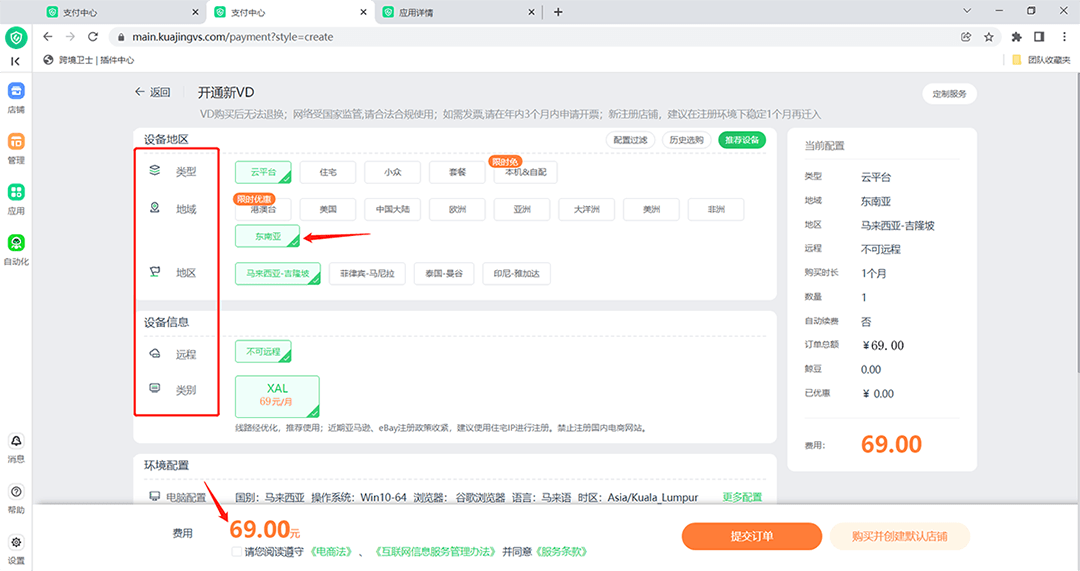 支付中心
支付中心
应用详情
main.kuajingvs.com/payment?style=create
跨境卫士 | 插件中心
团队收藏夹
店铺
管理
应用
自动化
消息
帮助
设置
返回
开通新VD
定制服务
VD购买后无法退换；网络受国家监管,请合法合规使用；如需发票,请在年内3个月内申请开票；新注册店铺，建议在注册环境下稳定1个月再迁入
设备地区
配置过滤
历史选购
推荐设备
类型
云平台
住宅
小众
套餐
限时免
本机&自配
地域
限时优惠
港澳台
美国
中国大陆
欧洲
亚洲
大洋洲
美洲
非洲
东南亚
地区
马来西亚-吉隆坡
菲律宾-马尼拉
泰国-曼谷
印尼-雅加达
设备信息
远程
不可远程
类别
XAL
69元/月
线路经优化，推荐使用；近期亚马逊、eBay注册政策收紧，建议使用住宅IP进行注册。禁止注册国内电商网站。
环境配置
电脑配置
国别：马来西亚 操作系统：Win10-64 浏览器：谷歌浏览器 语言：马来语 时区：Asia/Kuala_Lumpur
更多配置
当前配置
类型 云平台
地域 东南亚
地区 马来西亚-吉隆坡
远程 不可远程
购买时长 1个月
数量 1
自动续费 否
订单总额 ¥69.00
鲸豆 0.00
已优惠 ¥ 0.00
费用： 69.00
费用
69.00元
请您阅读遵守《电商法》、《互联网信息服务管理办法》并同意《服务条款》
提交订单
购买并创建默认店铺